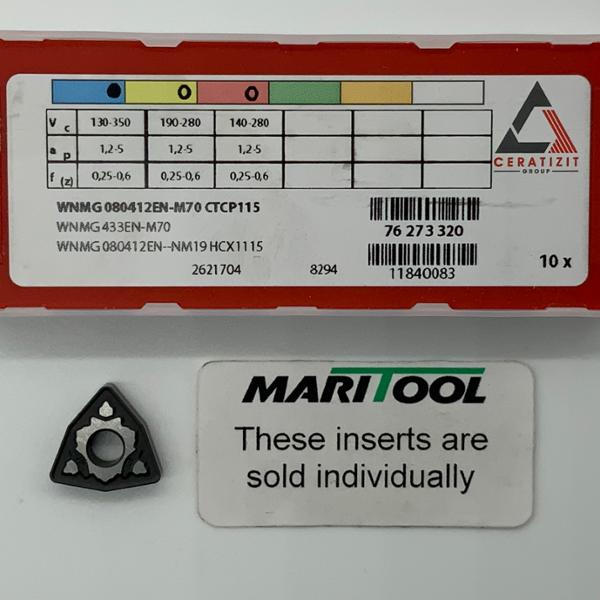 Vc 130-350 190-280 140-280
ap 1,2-5 1,2-5 1,2-5
f(z) 0,25-0,6 0,25-0,6 0,25-0,6
CERATIZIT
GROUP
WNMG 080412EN-M70 CTCP115
WNMG 433EN-M70
WNMG 080412EN--NM19 HCX1115
2621704 8294
76 273 320
11840083
10 x
MARITOOL
These inserts are
sold individually